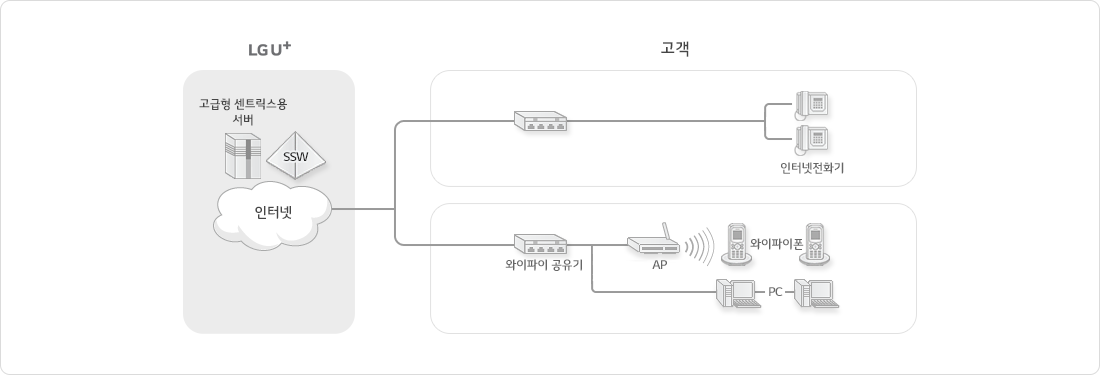 LG U+
고객
고급형 센트릭스용
서버
SSW
인터넷
인터넷전화기
와이파이 공유기
AP
와이파이폰
PC